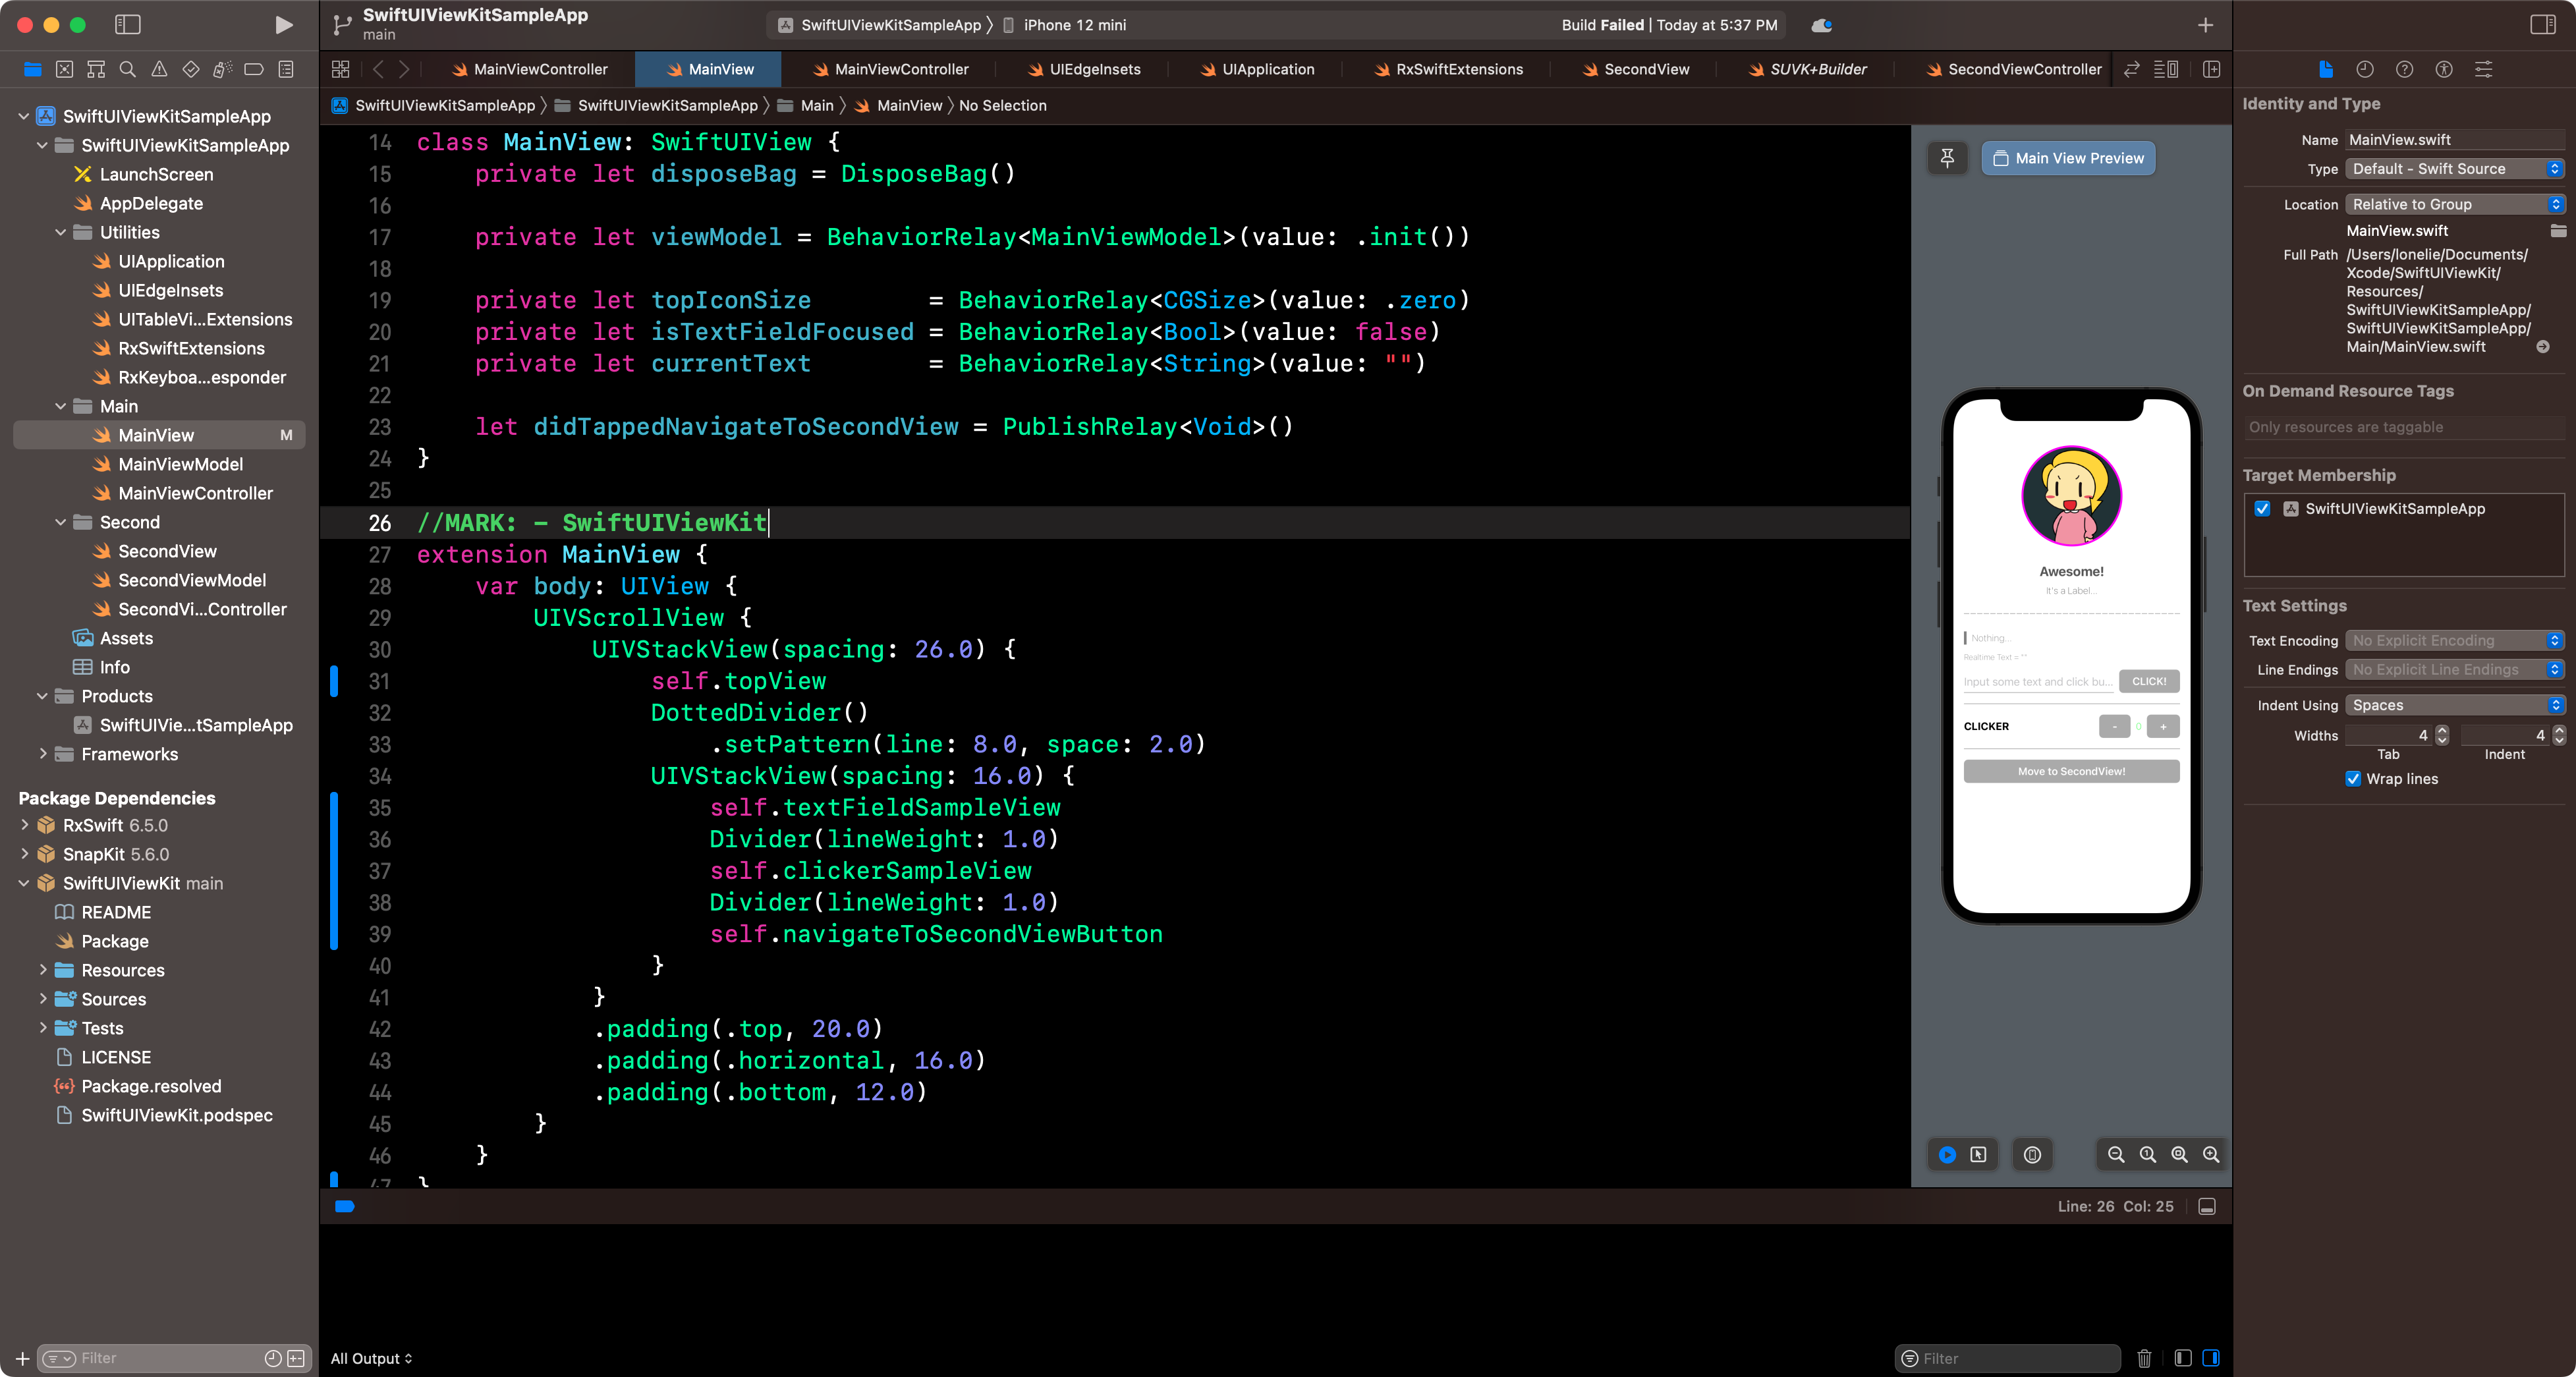 SwiftUIViewKitSampleApp
main
SwiftUIViewKitSampleApp
iPhone 12 mini
Build Failed | Today at 5:37 PM
MainViewController
MainView
MainViewController
UIEdgeInsets
UIApplication
RxSwiftExtensions
SecondView
SUVK+Builder
SecondViewController
SwiftUIViewKitSampleApp
SwiftUIViewKitSampleApp
Main
MainView
No Selection
SwiftUIViewKitSampleApp
SwiftUIViewKitSampleApp
LaunchScreen
AppDelegate
Utilities
UIApplication
UIEdgeInsets
UITableVi...Extensions
RxSwiftExtensions
RxKeyboa...esponder
Main
MainView M
MainViewModel
MainViewController
Second
SecondView
SecondViewModel
SecondVi...Controller
Assets
Info
Products
SwiftUIVie...tSampleApp
Frameworks
Package Dependencies
RxSwift 6.5.0
SnapKit 5.6.0
SwiftUIViewKit main
README
Package
Resources
Sources
Tests
LICENSE
Package.resolved
SwiftUIViewKit.podspec
Filter
14 class MainView: SwiftUIView {
15 private let disposeBag = DisposeBag()
16
17 private let viewModel = BehaviorRelay<MainViewModel>(value: .init())
18
19 private let topIconSize = BehaviorRelay<CGSize>(value: .zero)
20 private let isTextFieldFocused = BehaviorRelay<Bool>(value: false)
21 private let currentText = BehaviorRelay<String>(value: "")
22
23 let didTappedNavigateToSecondView = PublishRelay<Void>()
24 }
25
26 //MARK: - SwiftUIViewKit
27 extension MainView {
28 var body: UIView {
29 UIVScrollView {
30 UIVStackView(spacing: 26.0) {
31 self.topView
32 DottedDivider()
33 .setPattern(line: 8.0, space: 2.0)
34 UIVStackView(spacing: 16.0) {
35 self.textFieldSampleView
36 Divider(lineWeight: 1.0)
37 self.clickerSampleView
38 Divider(lineWeight: 1.0)
39 self.navigateToSecondViewButton
40 }
41 }
42 .padding(.top, 20.0)
43 .padding(.horizontal, 16.0)
44 .padding(.bottom, 12.0)
45 }
46 }
47 }
Main View Preview
Awesome!
It's a Label...
Nothing...
Realtime Text = ""
Input some text and click bu...
CLICK!
CLICKER
- 0 +
Move to SecondView!
Line: 26 Col: 25
All Output
Filter
Identity and Type
Name MainView.swift
Type Default - Swift Source
Location Relative to Group
MainView.swift
Full Path /Users/lonelie/Documents/
Xcode/SwiftUIViewKit/
Resources/
SwiftUIViewKitSampleApp/
SwiftUIViewKitSampleApp/
Main/MainView.swift
On Demand Resource Tags
Only resources are taggable
Target Membership
SwiftUIViewKitSampleApp
Text Settings
Text Encoding No Explicit Encoding
Line Endings No Explicit Line Endings
Indent Using Spaces
Widths 4 4
Tab Indent
Wrap lines